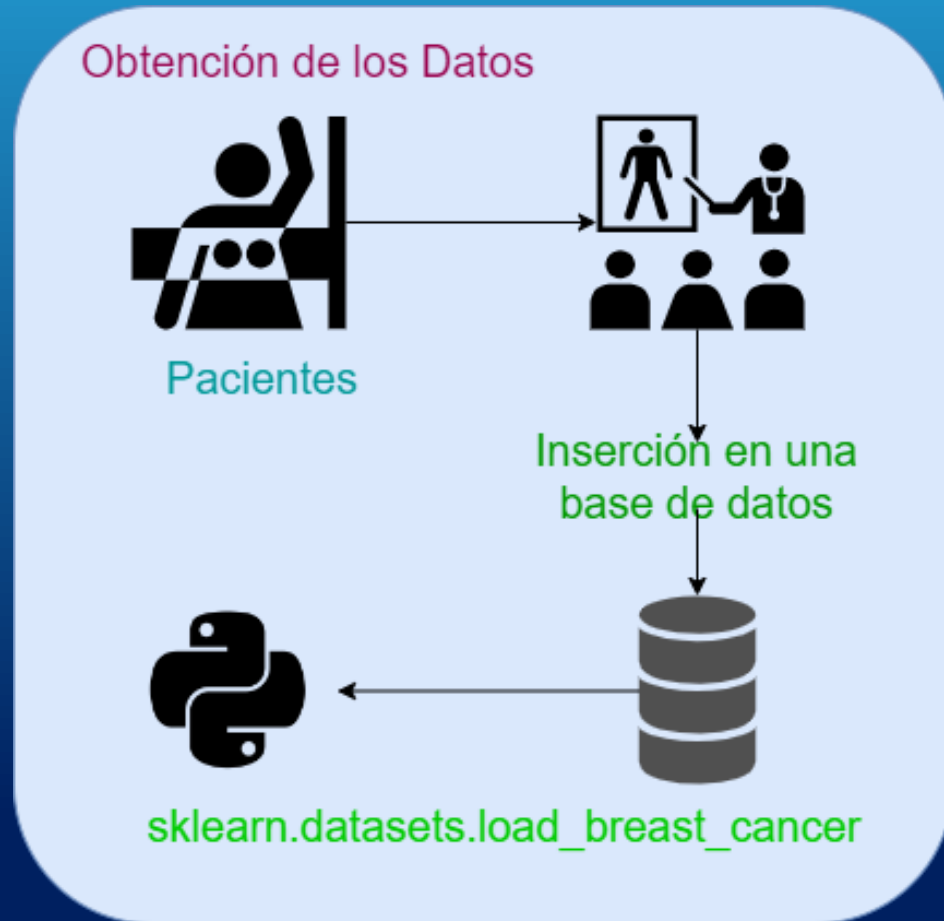 Obtención de los Datos
Pacientes
Inserción en una
base de datos
sklearn.datasets.load_breast_cancer